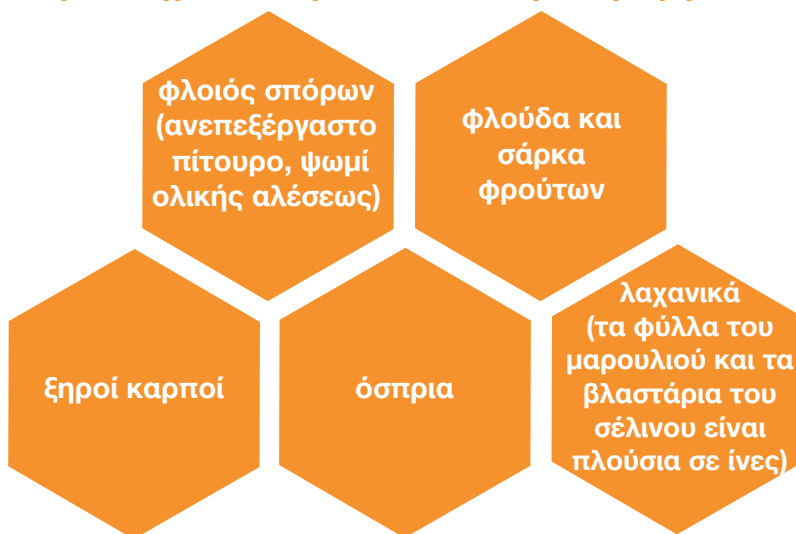 φλοιός σπόρων
(ανεπεξέργαστο
πίτουρο, ψωμί
ολικής αλέσεως)
φλούδα και
σάρκα
φρούτων
ξηροί καρποί
όσπρια
λαχανικά
(τα φύλλα του
μαρουλιού και τα
βλαστάρια του
σέλινου είναι
πλούσια σε ίνες)